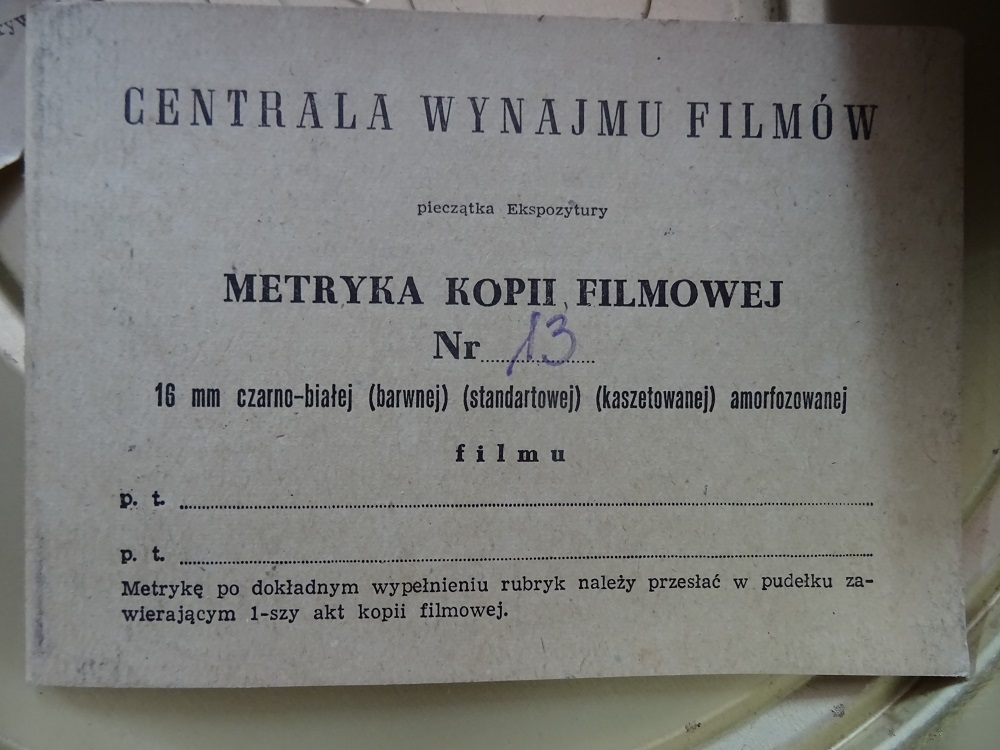 CENTRALA WYNAJMU FILMÓW
pieczątka Ekspozytury
METRYKA KOPII FILMOWEJ
Nr 13
16 mm czarno-białej (barwnej) (standartowej) (kaszetowanej) amorfozowanej
filmu
p. t.
p. t.
Metrykę po dokładnym wypełnieniu rubryk należy przesłać w pudełku za-
wierającym 1-szy akt kopii filmowej.